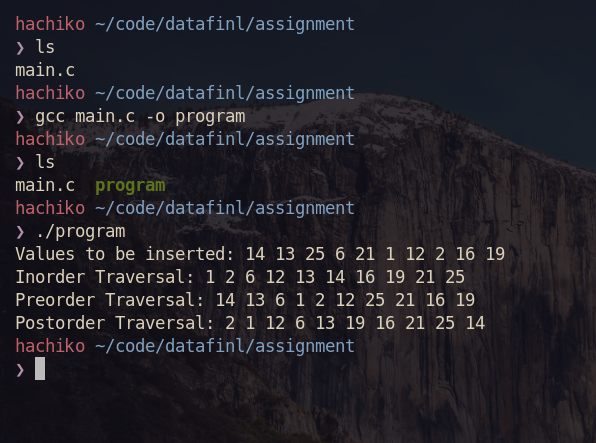 hachiko ~/code/datafinl/assignment
❯ ls
main.c
hachiko ~/code/datafinl/assignment
❯ gcc main.c -o program
hachiko ~/code/datafinl/assignment
❯ ls
main.c  program
hachiko ~/code/datafinl/assignment
❯ ./program
Values to be inserted: 14 13 25 6 21 1 12 2 16 19
Inorder Traversal: 1 2 6 12 13 14 16 19 21 25
Preorder Traversal: 14 13 6 1 2 12 25 21 16 19
Postorder Traversal: 2 1 12 6 13 19 16 21 25 14
hachiko ~/code/datafinl/assignment
❯